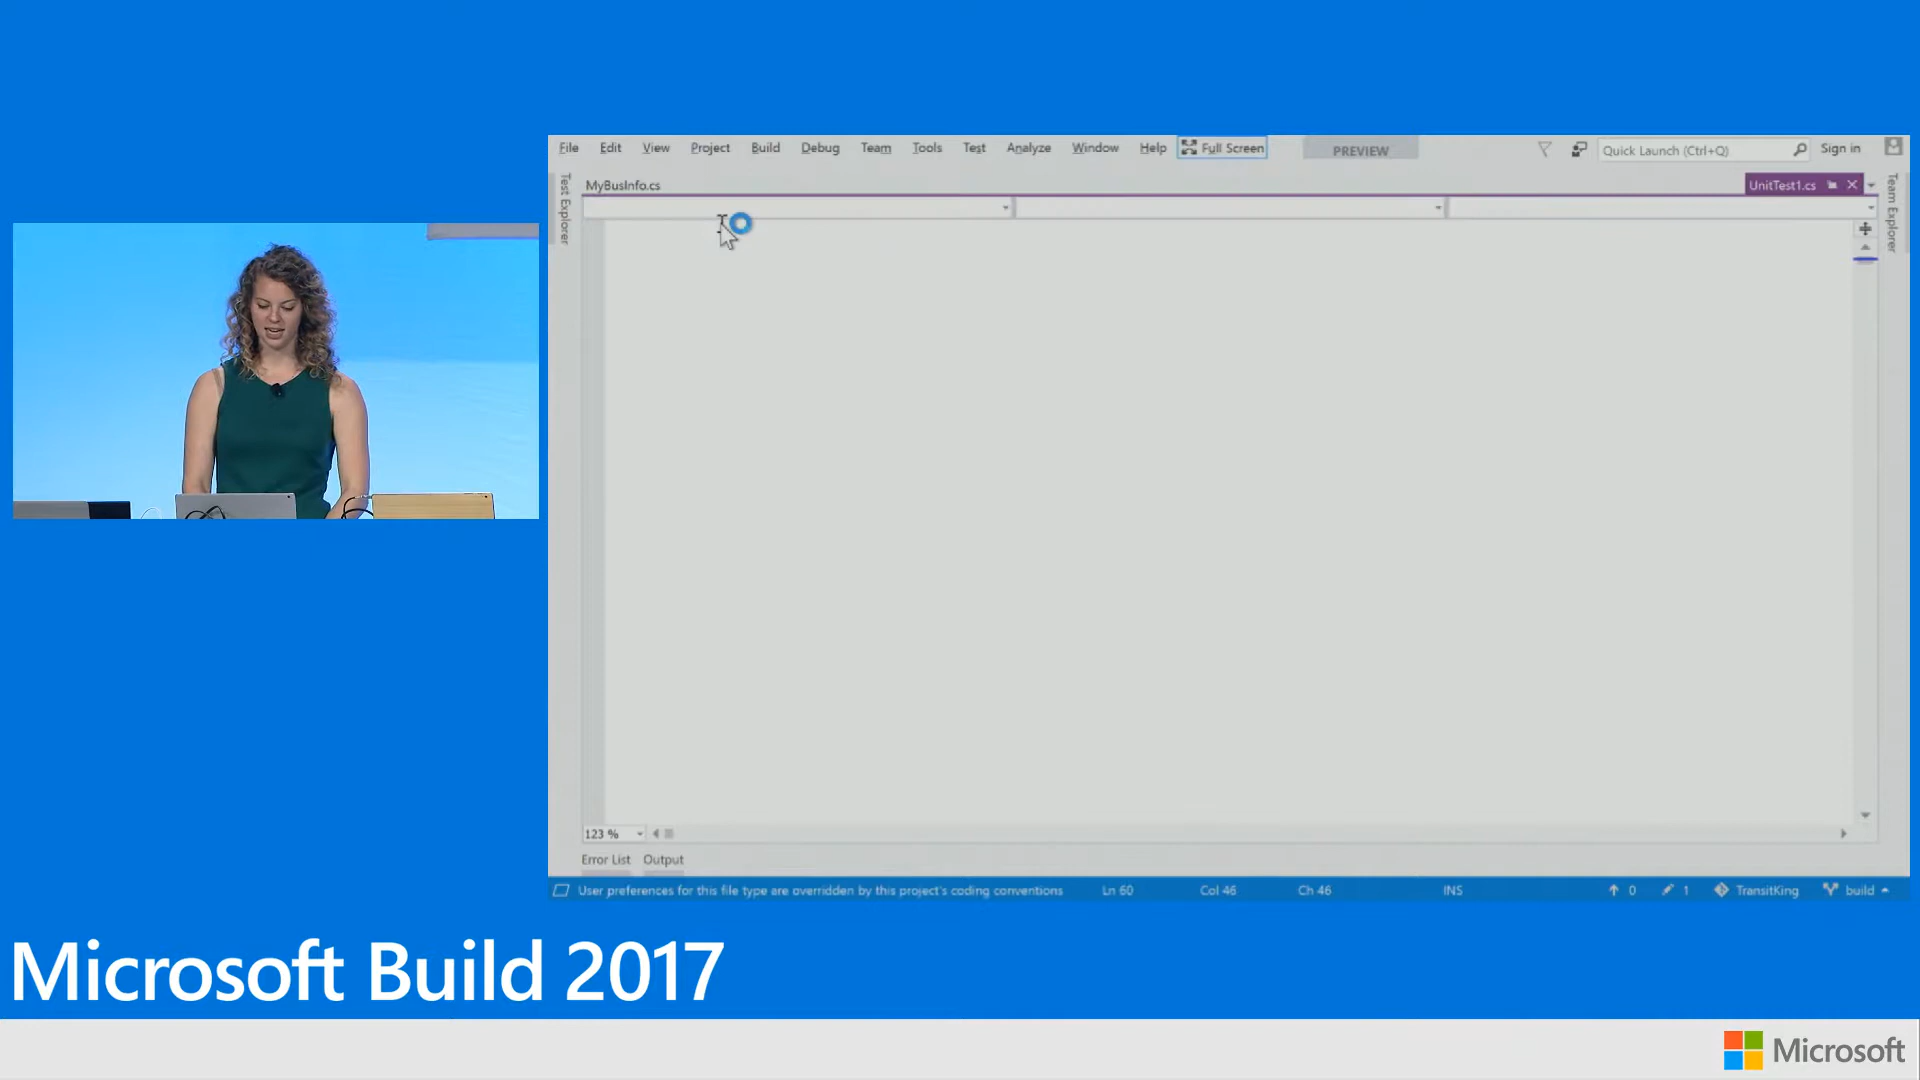 File Edit View Project Build Debug Team Tools Test Analyze Window Help Full Screen PREVIEW Quick Launch (Ctrl+Q) Sign in
Test Explorer
MyBusInfo.cs
UnitTest1.cs
Team Explorer
123 %
Error List Output
User preferences for this file type are overridden by this project's coding conventions Ln 60 Col 46 Ch 46 INS 0 1 TransitKing build
Microsoft Build 2017
Microsoft